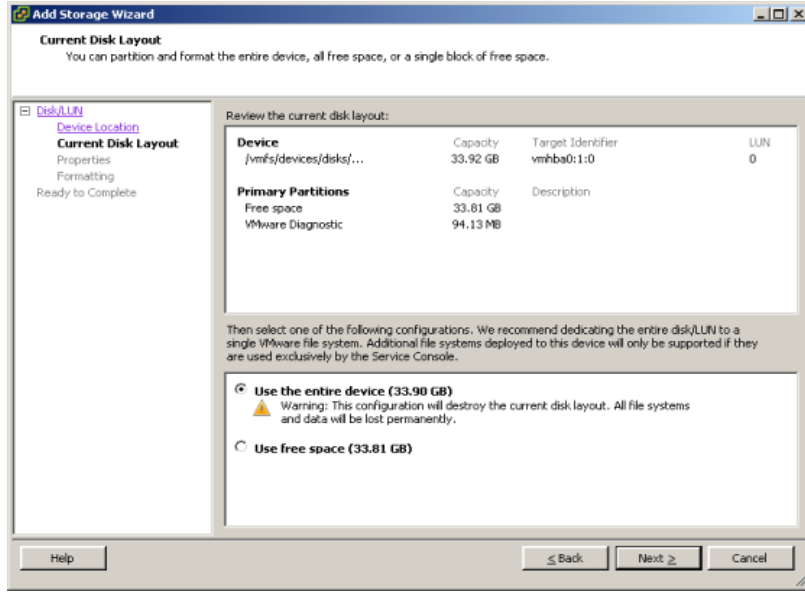 Add Storage Wizard
Current Disk Layout
You can partition and format the entire device, all free space, or a single block of free space.
Disk/LUN
Device Location
Current Disk Layout
Properties
Formatting
Ready to Complete
Review the current disk layout:
Device Capacity Target Identifier LUN
/vmfs/devices/disks/... 33.92 GB vmhba0:1:0 0
Primary Partitions Capacity Description
Free space 33.81 GB
VMware Diagnostic 94.13 MB
Then select one of the following configurations. We recommend dedicating the entire disk/LUN to a
single VMware file system. Additional file systems deployed to this device will only be supported if they
are used exclusively by the Service Console.
Use the entire device (33.90 GB)
Warning: This configuration will destroy the current disk layout. All file systems
and data will be lost permanently.
Use free space (33.81 GB)
Help ≤ Back Next ≥ Cancel